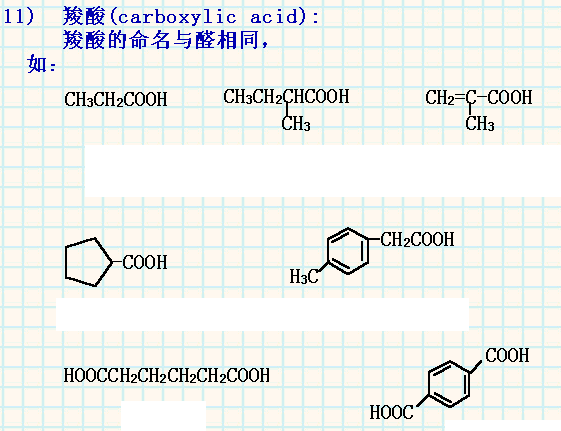 11) 羧酸(carboxylic acid):
羧酸的命名与醛相同，
如：
CH₃CH₂COOH
CH₃CH₂CHCOOH
CH₃
CH₂=C-COOH
CH₃
-COOH
-CH₂COOH
H₃C
HOOCCH₂CH₂CH₂CH₂COOH
COOH
HOOC